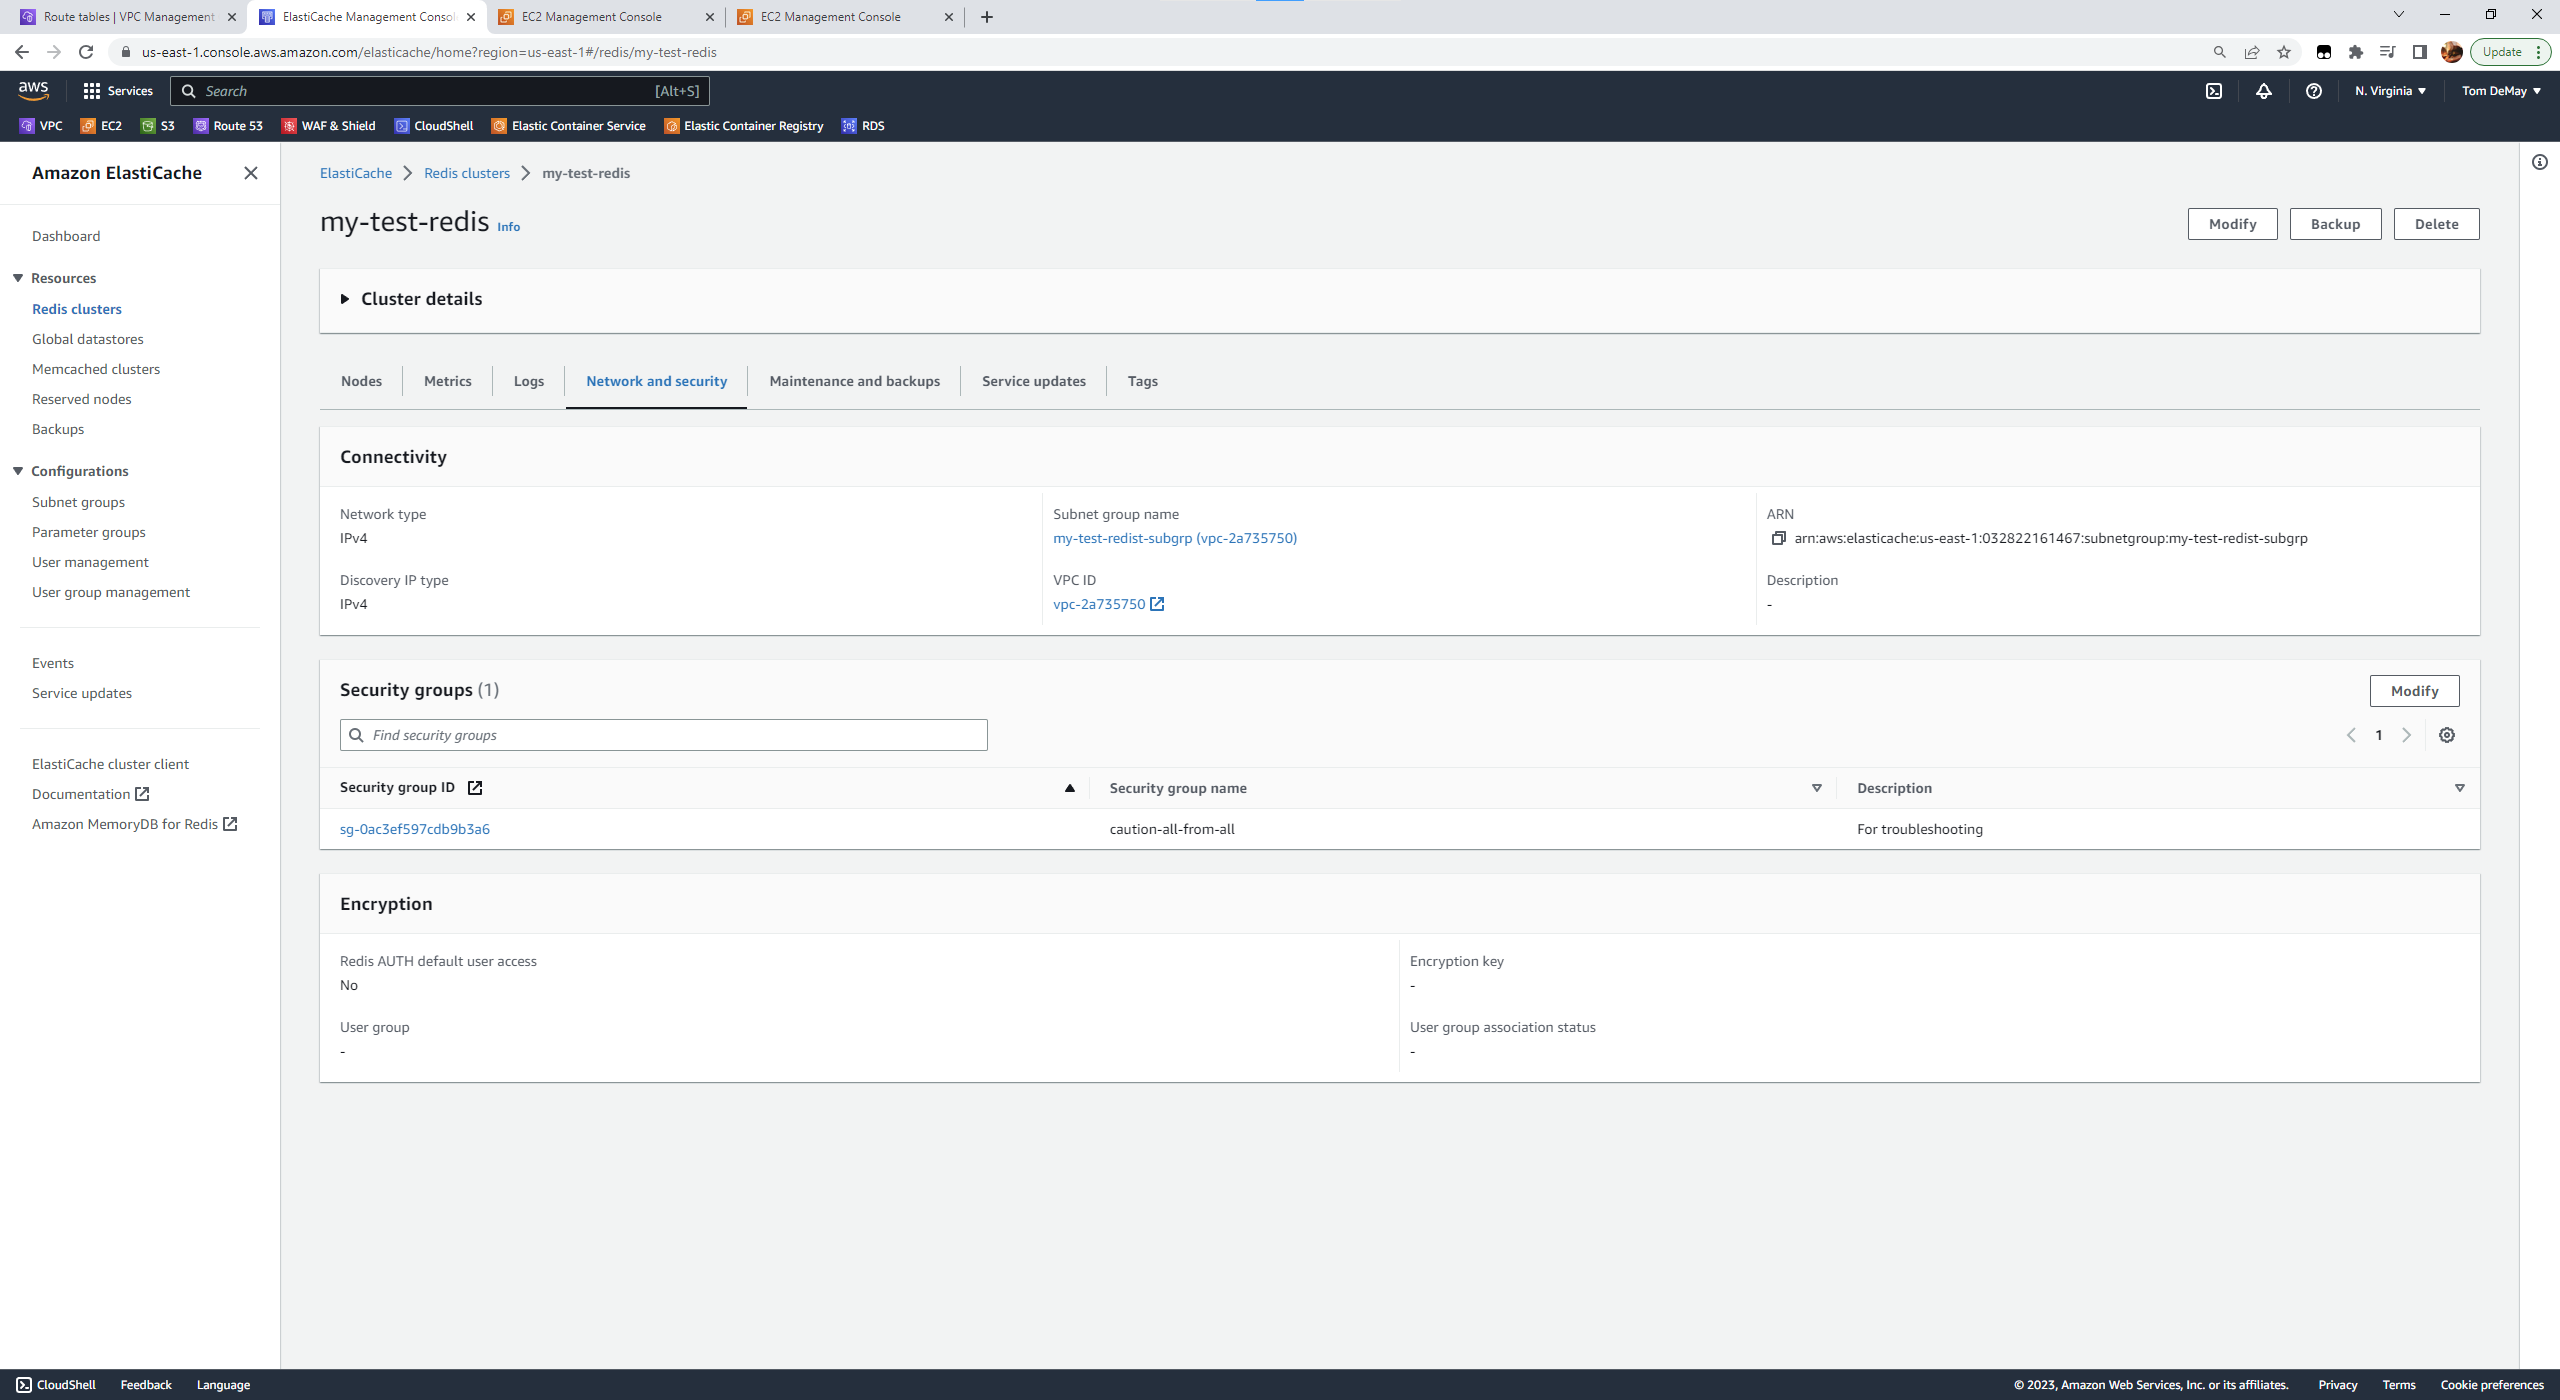 Route tables | VPC Management
ElastiCache Management Conso
EC2 Management Console
EC2 Management Console
us-east-1.console.aws.amazon.com/elasticache/home?region=us-east-1#/redis/my-test-redis
Update
aws
Services
Search
[Alt+S]
N. Virginia
Tom DeMay
VPC
EC2
S3
Route 53
WAF & Shield
CloudShell
Elastic Container Service
Elastic Container Registry
RDS
Amazon ElastiCache
Dashboard
Resources
Redis clusters
Global datastores
Memcached clusters
Reserved nodes
Backups
Configurations
Subnet groups
Parameter groups
User management
User group management
Events
Service updates
ElastiCache cluster client
Documentation
Amazon MemoryDB for Redis
ElastiCache
Redis clusters
my-test-redis
my-test-redis Info
Modify
Backup
Delete
Cluster details
Nodes
Metrics
Logs
Network and security
Maintenance and backups
Service updates
Tags
Connectivity
Network type
IPv4
Discovery IP type
IPv4
Subnet group name
my-test-redist-subgrp (vpc-2a735750)
VPC ID
vpc-2a735750
ARN
arn:aws:elasticache:us-east-1:032822161467:subnetgroup:my-test-redist-subgrp
Description
-
Security groups (1)
Modify
Find security groups
1
Security group ID
Security group name
Description
sg-0ac3ef597cdb9b3a6
caution-all-from-all
For troubleshooting
Encryption
Redis AUTH default user access
No
User group
-
Encryption key
-
User group association status
-
CloudShell
Feedback
Language
© 2023, Amazon Web Services, Inc. or its affiliates.
Privacy
Terms
Cookie preferences